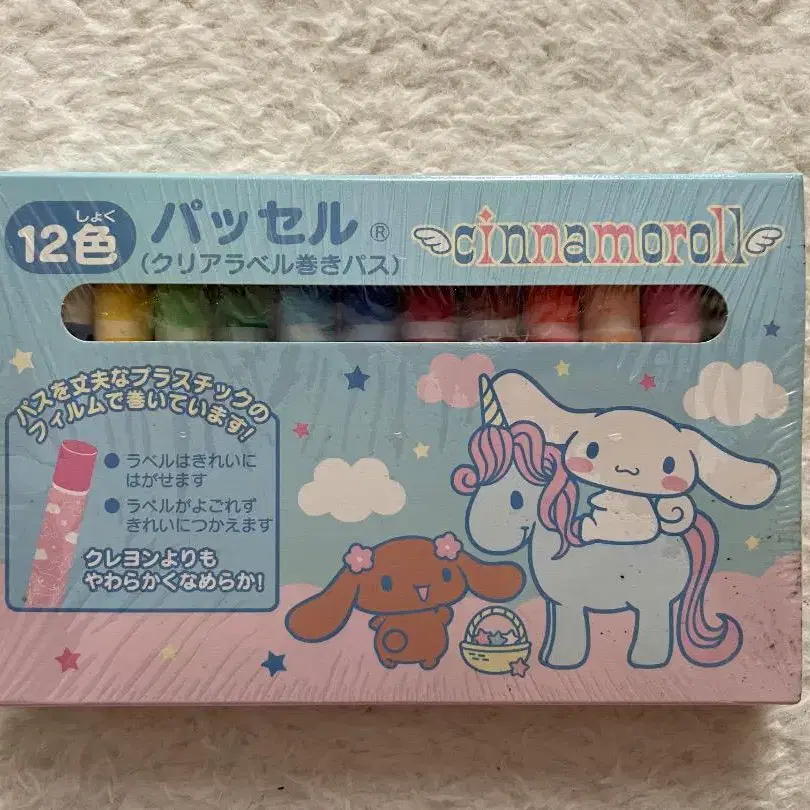 しょく
12色
パッセル®
(クリアラベル巻きパス)
cinnamoroll
パスを丈夫なプラスチックの
フィルムで巻いています!
● ラベルはきれいに
はがせます
● ラベルがよごれず
きれいにつかえます
クレヨンよりも
やわらかくなめらか!